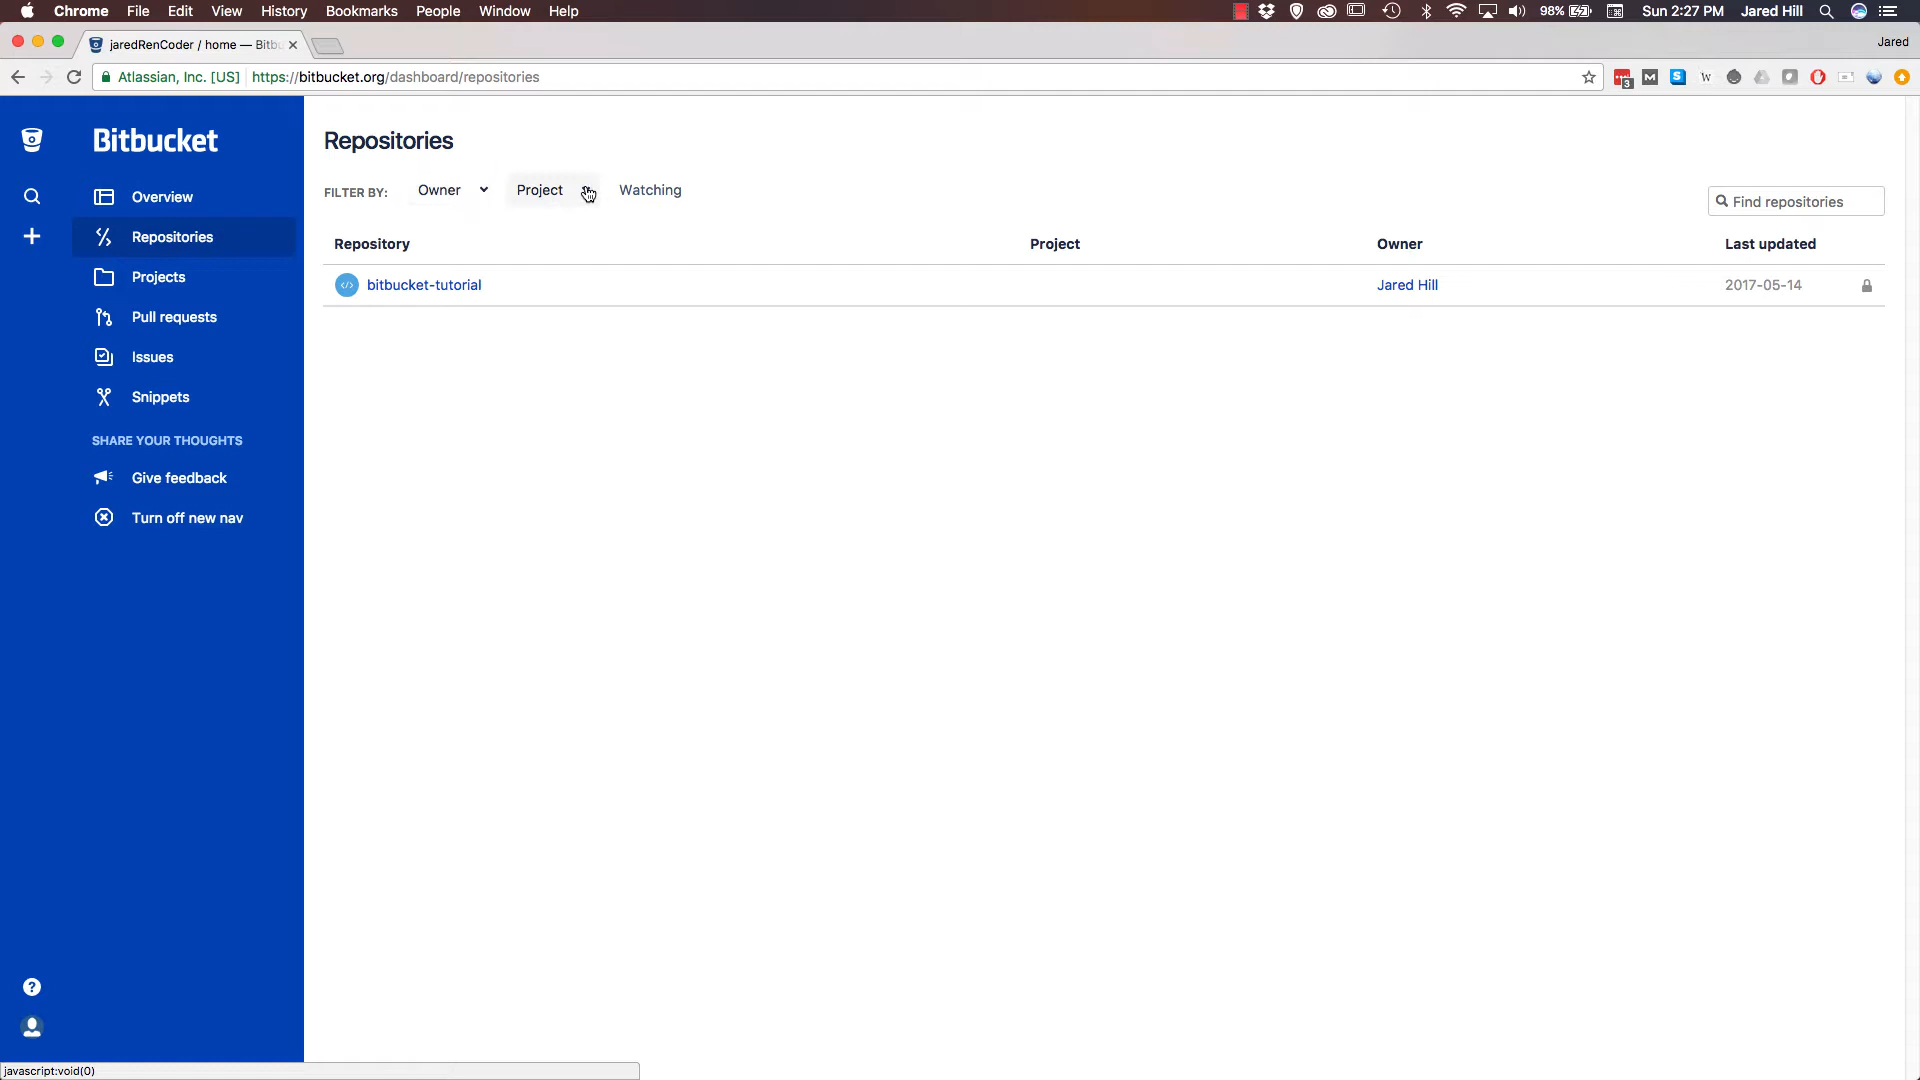 Chrome File Edit View History Bookmarks People Window Help 98% Sun 2:27 PM Jared Hill
jaredRenCoder / home — Bitbu Jared
Atlassian, Inc. [US] https://bitbucket.org/dashboard/repositories 3 M S W
Bitbucket
Overview
Repositories
Projects
Pull requests
Issues
Snippets
SHARE YOUR THOUGHTS
Give feedback
Turn off new nav
?
Repositories
FILTER BY: Owner Project Watching
Find repositories
Repository Project Owner Last updated
bitbucket-tutorial Jared Hill 2017-05-14
javascript:void(0)